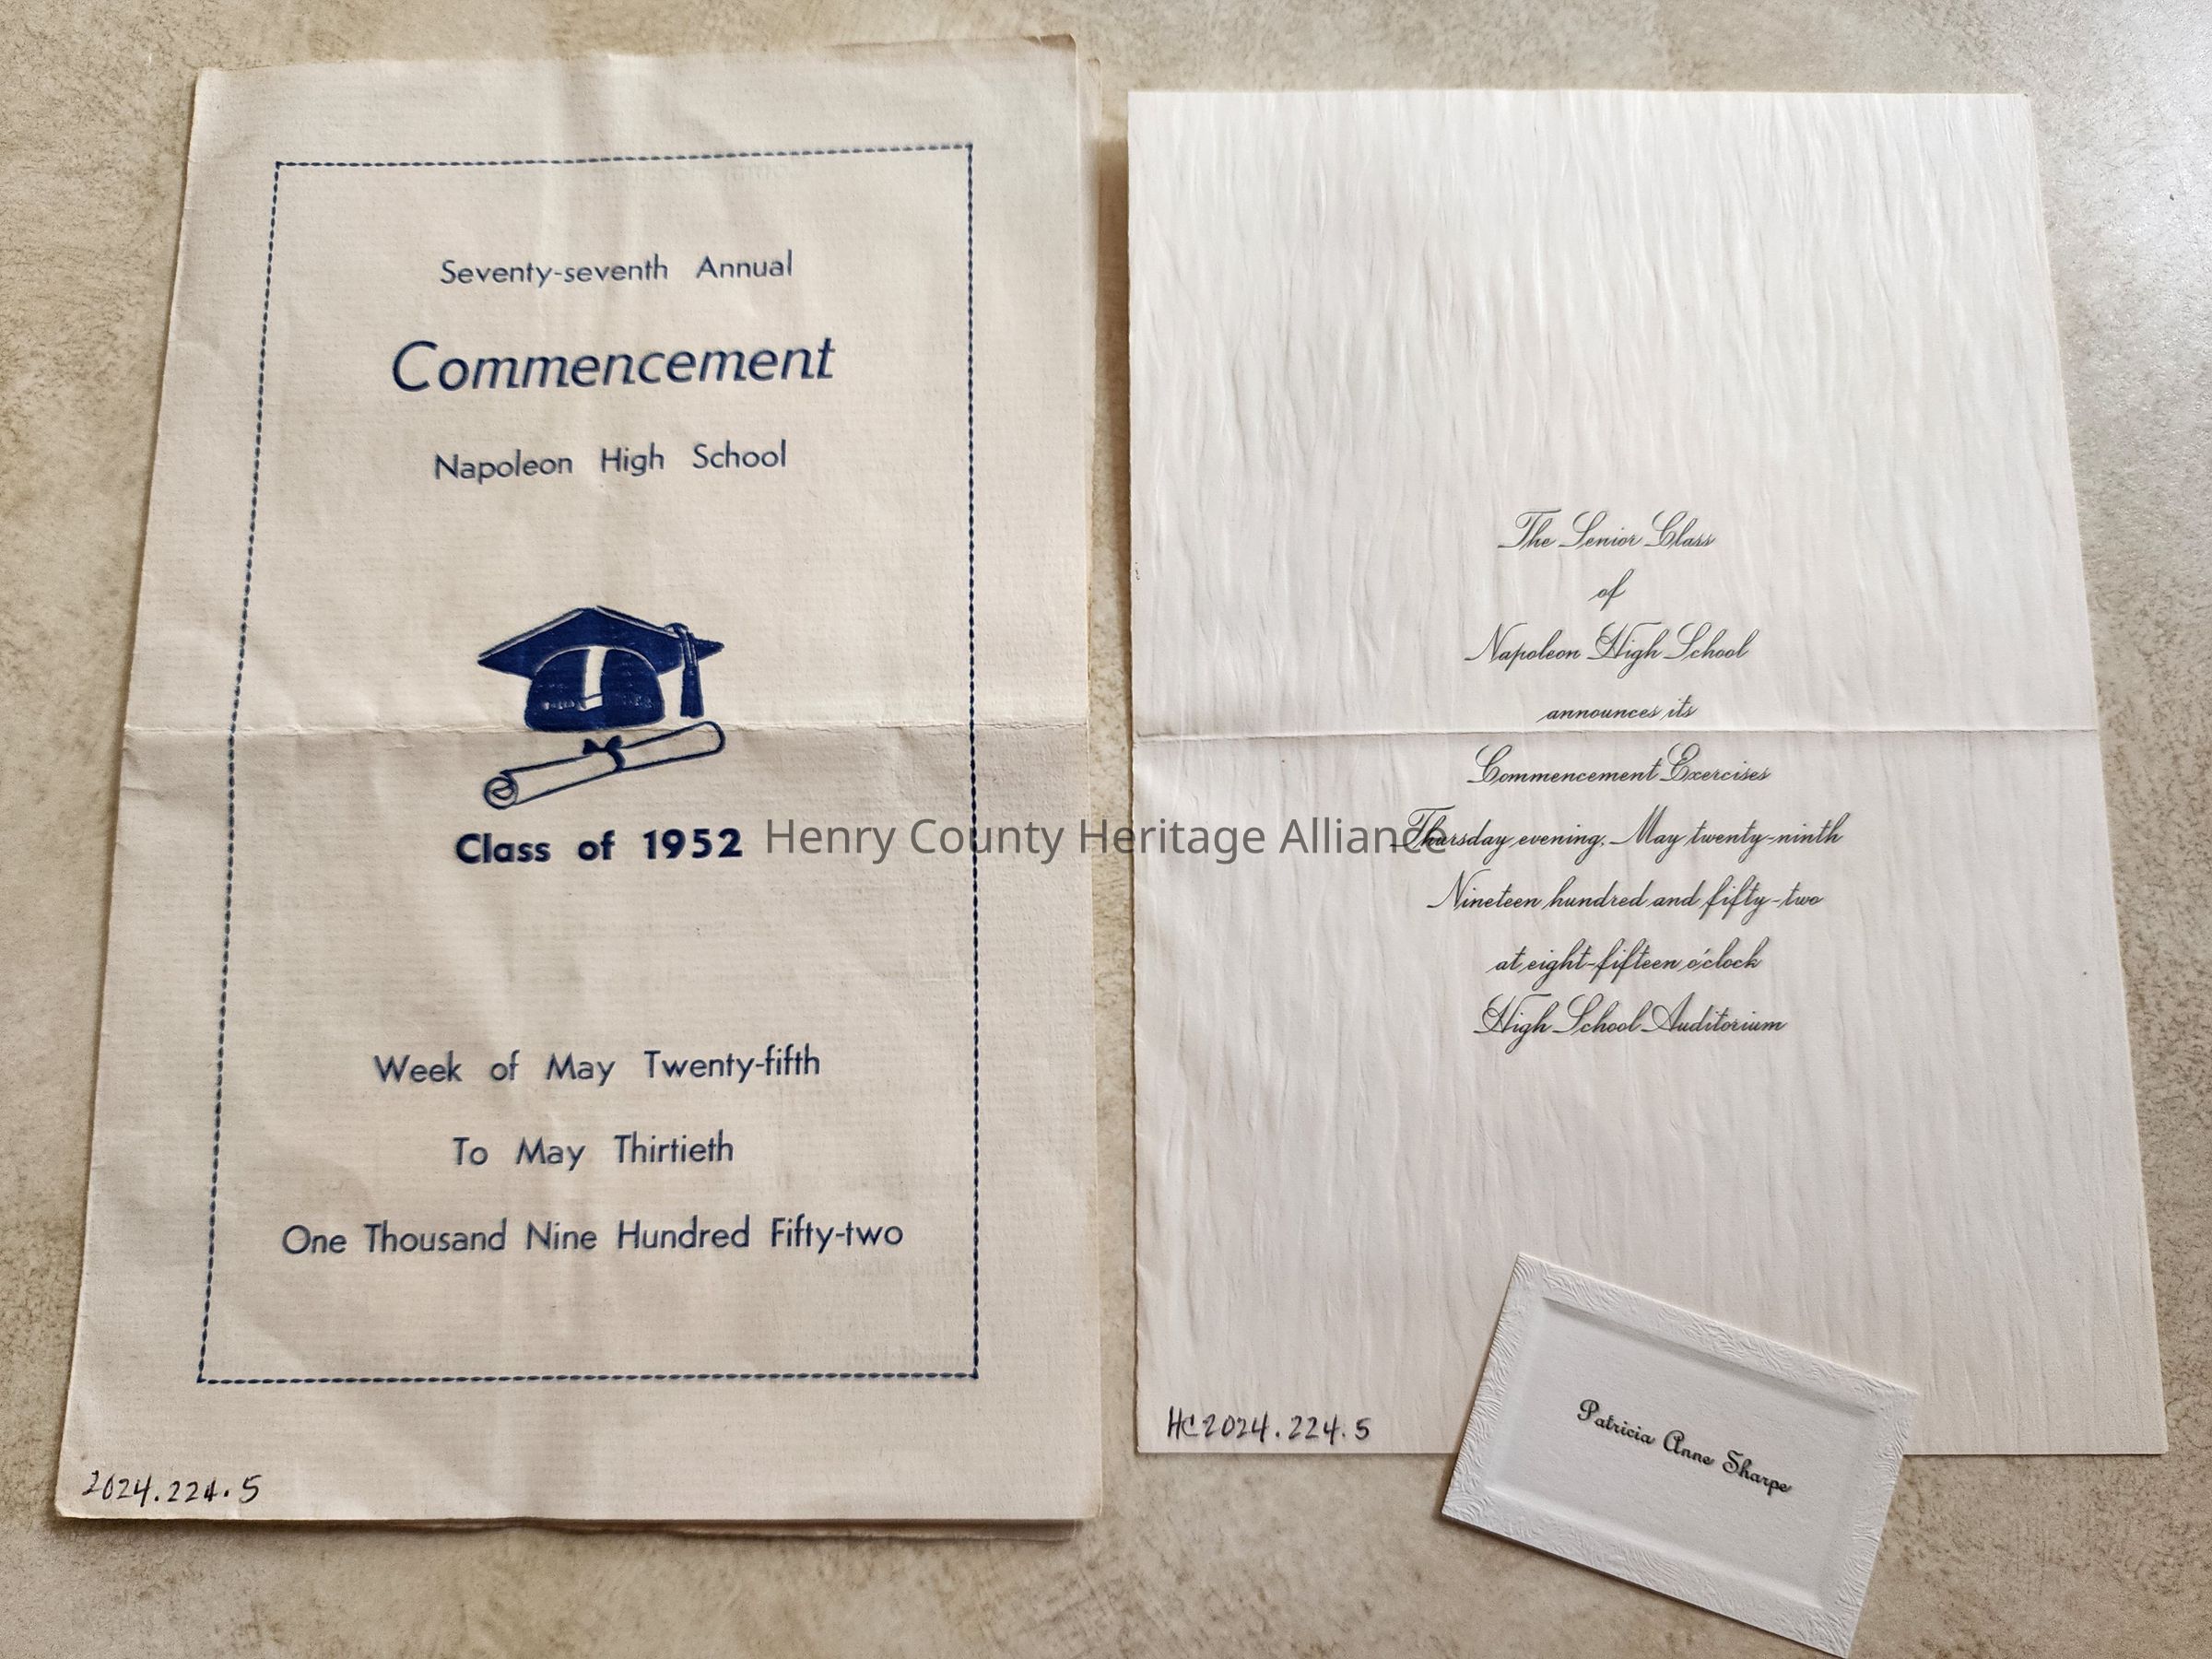 Seventy-seventh Annual
Commencement
Napoleon High School
Class of 1952
Week of May Twenty-fifth
To May Thirtieth
One Thousand Nine Hundred Fifty-two
2024.224.5
Henry County Heritage Alliance
The Senior Class
of
Napoleon High School
announces its
Commencement Exercises
Thursday evening, May twenty-ninth
Nineteen hundred and fifty-two
at eight-fifteen o'clock
High School Auditorium
HC2024.224.5
Patricia Anne Sharpe